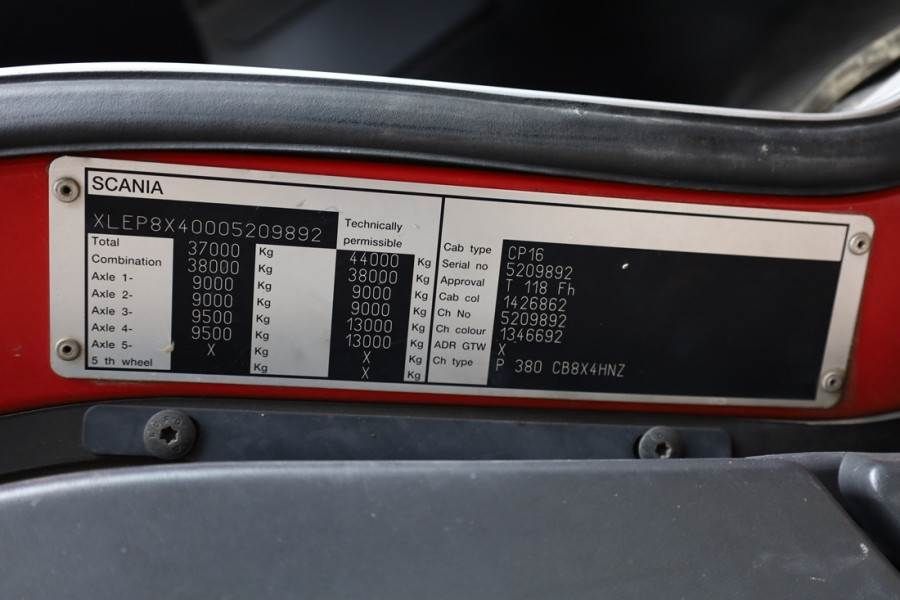 SCANIA
XLEP8X40005209892
Technically
permissible
Total 37000 Kg 44000 Kg
Combination 38000 Kg 38000 Kg
Axle 1- 9000 Kg 9000 Kg
Axle 2- 9000 Kg 9000 Kg
Axle 3- 9500 Kg 13000 Kg
Axle 4- 9500 Kg 13000 Kg
Axle 5- X Kg X Kg
5 th wheel Kg X Kg
Cab type CP16
Serial no 5209892
Approval T 118 Fh
Cab col 1426862
Ch No 5209892
Ch colour 1346692
ADR GTW X
Ch type P 380 CB8X4HNZ